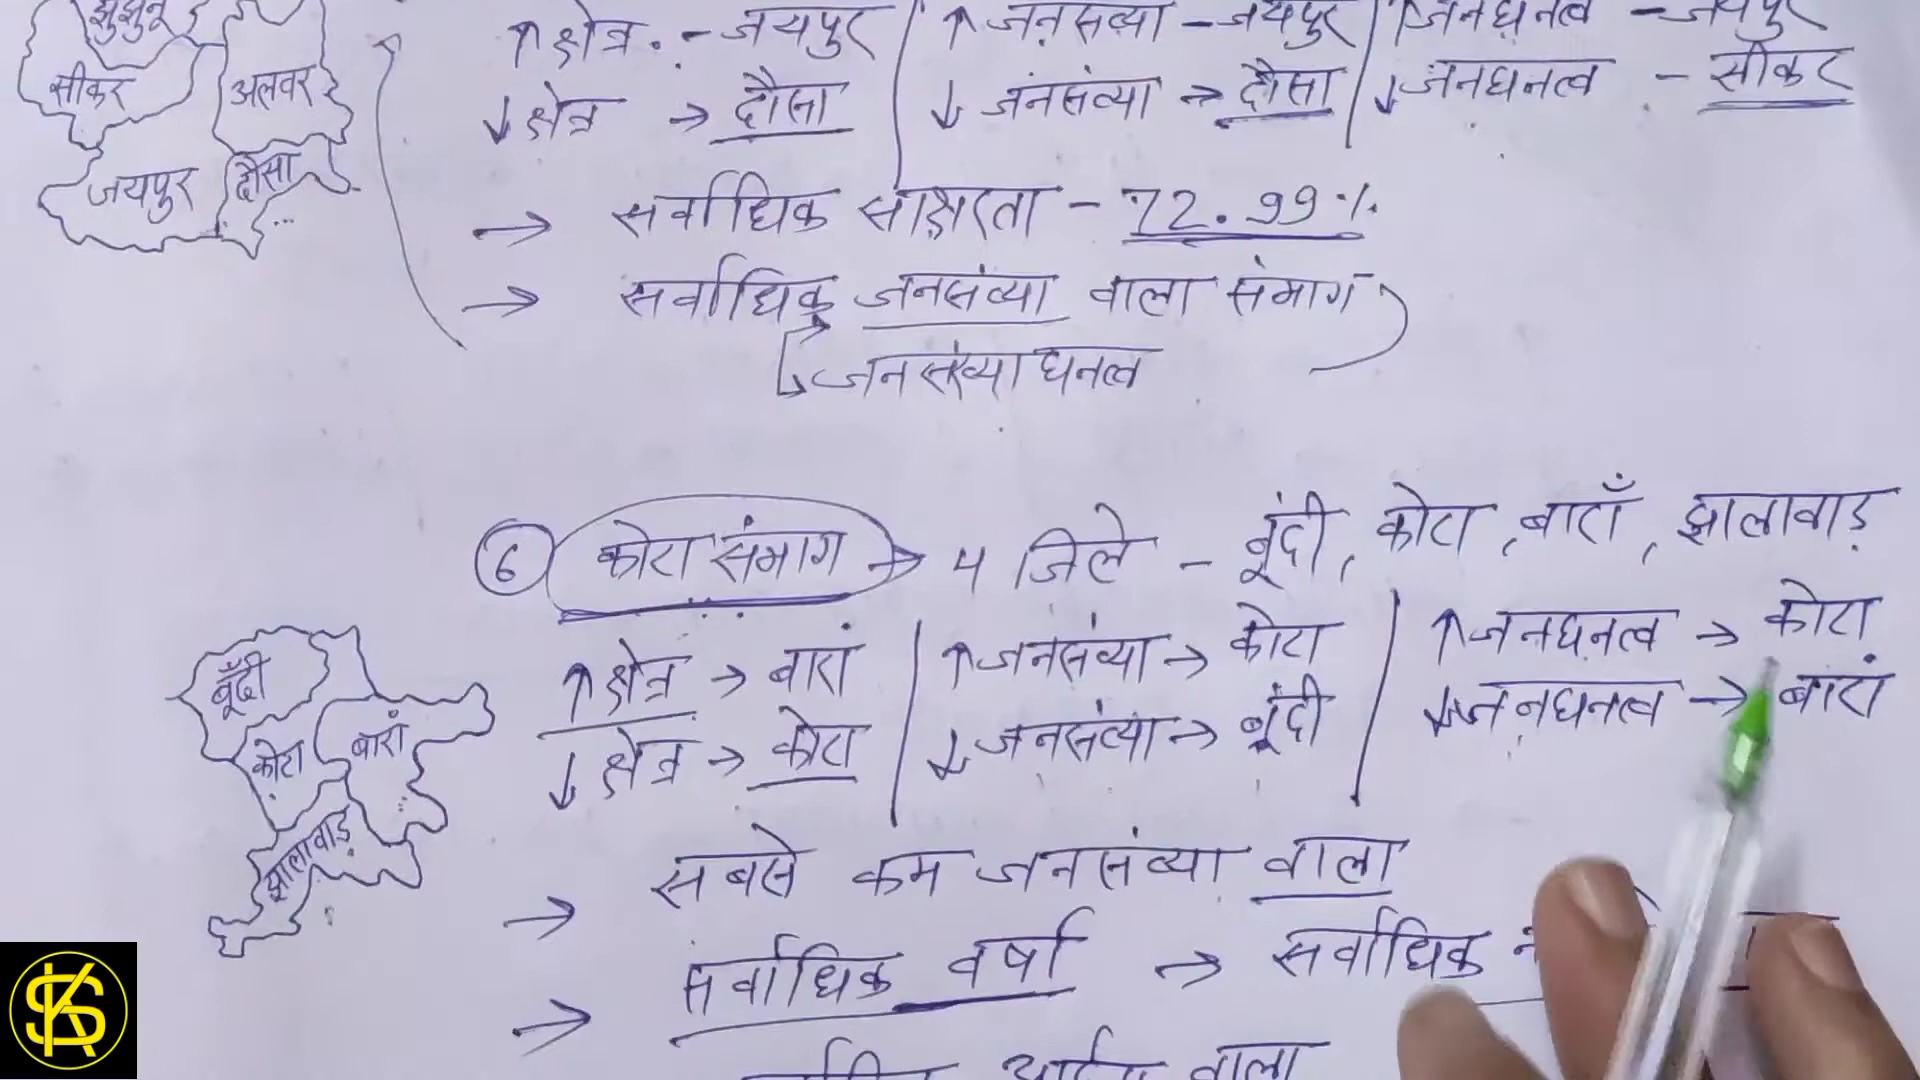 झुंझुनू
सीकर
अलवर
जयपुर
दौसा
↑ क्षेत्र. - जयपुर | ↑ जनसंख्या - जयपुर | ↑ जनघनत्व - जयपुर
↓ क्षेत्र → दौसा | ↓ जनसंख्या → दौसा | ↓ जनघनत्व - सीकर
→ सर्वाधिक साक्षरता - 72.99%
→ सर्वाधिक जनसंख्या वाला संभाग
↳ जनसंख्या घनत्व
⑥ कोटा संभाग → 4 जिले - बूंदी, कोटा, बाराँ, झालावाड़
↑ क्षेत्र → बारां | ↑ जनसंख्या → कोटा | ↑ जनघनत्व → कोटा
↓ क्षेत्र → कोटा | ↓ जनसंख्या → बूंदी | ↓ जनघनत्व → बारां
बूँदी
कोटा
बारां
झालावाड़
→ सबसे कम जनसंख्या वाला
→ सर्वाधिक वर्षा → सर्वाधिक
वाला